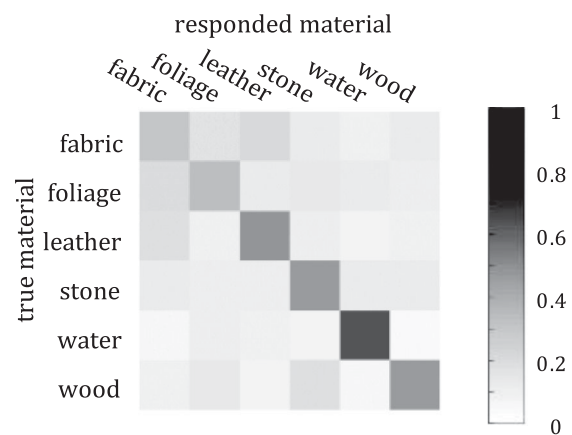 responded material
fabric foliage leather stone water wood
true material
fabric
foliage
leather
stone
water
wood
1
0.8
0.6
0.4
0.2
0